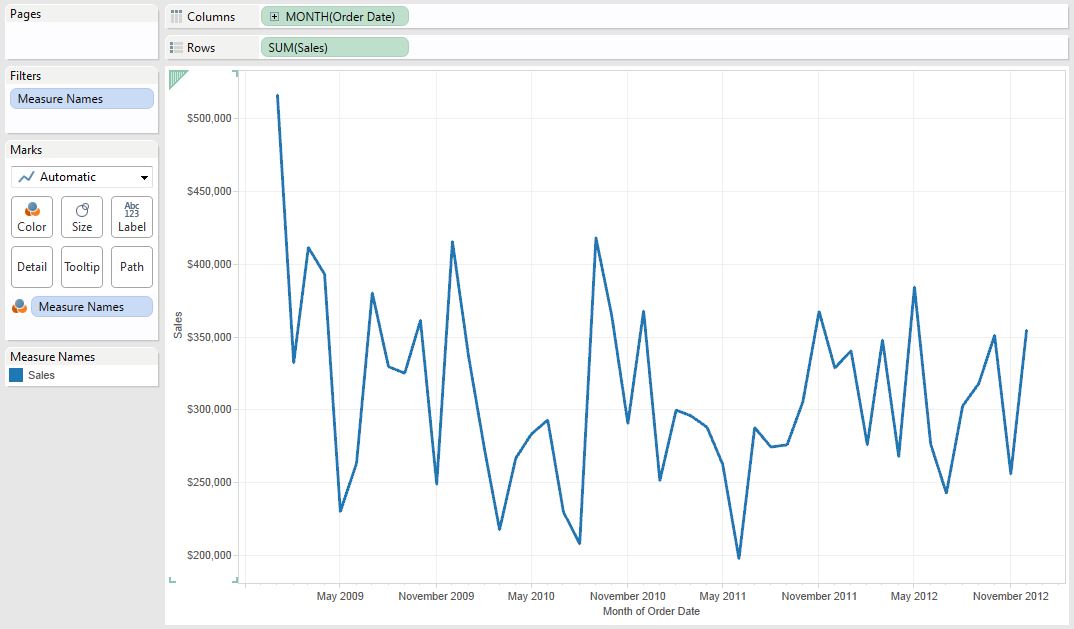 Pages
Columns
MONTH(Order Date)
Rows
SUM(Sales)
Filters
Measure Names
Marks
Automatic
Color
Size
Abc
123
Label
Detail
Tooltip
Path
Measure Names
Measure Names
Sales
Sales
$500,000
$450,000
$400,000
$350,000
$300,000
$250,000
$200,000
May 2009
November 2009
May 2010
November 2010
May 2011
November 2011
May 2012
November 2012
Month of Order Date